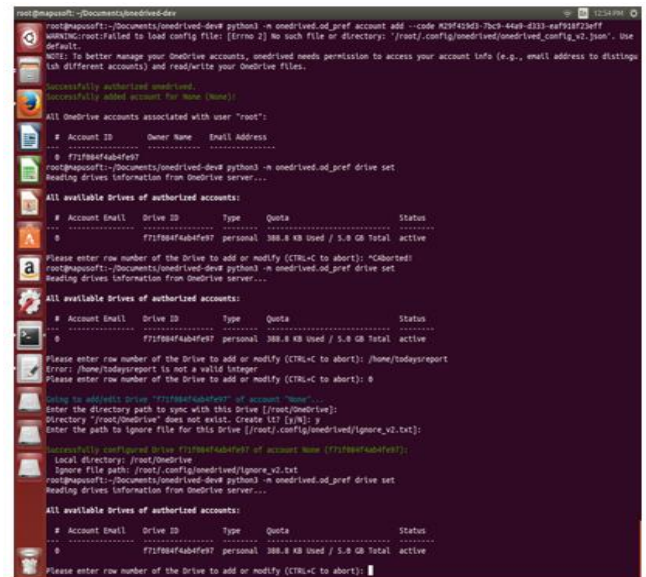 root@mapusoft: ~/Documents/onedrived-dev
12:54 PM
root@mapusoft:~/Documents/onedrived-dev# python3 -m onedrived.od_pref account add --code M29f419d3-7bc9-44a9-d333-eaf918f23eff
WARNING:root:Failed to load config file: [Errno 2] No such file or directory: '/root/.config/onedrived/onedrived_config_v2.json'. Use
default.
NOTE: To better manage your OneDrive accounts, onedrived needs permission to access your account info (e.g., email address to distingu
ish different accounts) and read/write your OneDrive files.
Successfully authorized onedrived.
Successfully added account for None (None)!
All OneDrive accounts associated with user "root":
# Account ID Owner Name Email Address
--- ---------------- ------------- ---------------
0 f71f084f4ab4fe97
root@mapusoft:~/Documents/onedrived-dev# python3 -m onedrived.od_pref drive set
Reading drives information from OneDrive server...
All available Drives of authorized accounts:
# Account Email Drive ID Type Quota Status
--- --------------- ---------------- -------- ---------------------------- --------
0 f71f084f4ab4fe97 personal 388.8 KB Used / 5.0 GB Total active
Please enter row number of the Drive to add or modify (CTRL+C to abort): ^CAborted!
root@mapusoft:~/Documents/onedrived-dev# python3 -m onedrived.od_pref drive set
Reading drives information from OneDrive server...
All available Drives of authorized accounts:
# Account Email Drive ID Type Quota Status
--- --------------- ---------------- -------- ---------------------------- --------
0 f71f084f4ab4fe97 personal 388.8 KB Used / 5.0 GB Total active
Please enter row number of the Drive to add or modify (CTRL+C to abort): /home/todaysreport
Error: /home/todaysreport is not a valid integer
Please enter row number of the Drive to add or modify (CTRL+C to abort): 0
Going to add/edit Drive "f71f084f4ab4fe97" of account "None"...
Enter the directory path to sync with this Drive [/root/OneDrive]:
Directory "/root/OneDrive" does not exist. Create it? [y/N]: y
Enter the path to ignore file for this Drive [/root/.config/onedrived/ignore_v2.txt]:
Successfully configured Drive f71f084f4ab4fe97 of account None (f71f084f4ab4fe97):
Local directory: /root/OneDrive
Ignore file path: /root/.config/onedrived/ignore_v2.txt
root@mapusoft:~/Documents/onedrived-dev# python3 -m onedrived.od_pref drive set
Reading drives information from OneDrive server...
All available Drives of authorized accounts:
# Account Email Drive ID Type Quota Status
--- --------------- ---------------- -------- ---------------------------- --------
0 f71f084f4ab4fe97 personal 388.8 KB Used / 5.0 GB Total active
Please enter row number of the Drive to add or modify (CTRL+C to abort):